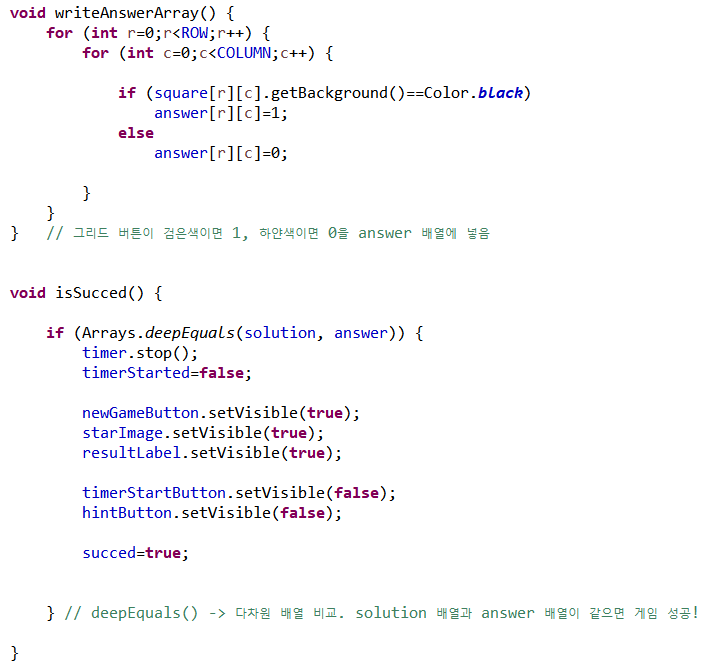 void writeAnswerArray() {
for (int r=0;r<ROW;r++) {
for (int c=0;c<COLUMN;c++) {
if (square[r][c].getBackground()==Color.black)
answer[r][c]=1;
else
answer[r][c]=0;
}
}
} // 그리드 버튼이 검은색이면 1, 하얀색이면 0을 answer 배열에 넣음
void isSucced() {
if (Arrays.deepEquals(solution, answer)) {
timer.stop();
timerStarted=false;
newGameButton.setVisible(true);
starImage.setVisible(true);
resultLabel.setVisible(true);
timerStartButton.setVisible(false);
hintButton.setVisible(false);
succed=true;
} // deepEquals() -> 다차원 배열 비교. solution 배열과 answer 배열이 같으면 게임 성공!
}